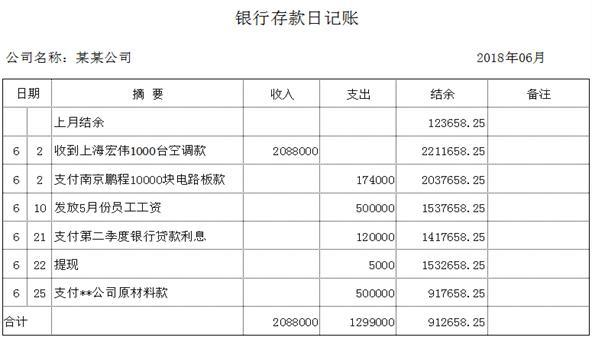 银行存款日记账
公司名称：某某公司 2018年06月
日期 摘 要 收入 支出 结余 备注
上月结余 123658.25
6 2 收到上海宏伟1000台空调款 2088000 2211658.25
6 2 支付南京鹏程10000块电路板款 174000 2037658.25
6 10 发放5月份员工工资 500000 1537658.25
6 21 支付第二季度银行贷款利息 120000 1417658.25
6 22 提现 5000 1532658.25
6 25 支付**公司原材料款 500000 917658.25
合计 2088000 1299000 912658.25